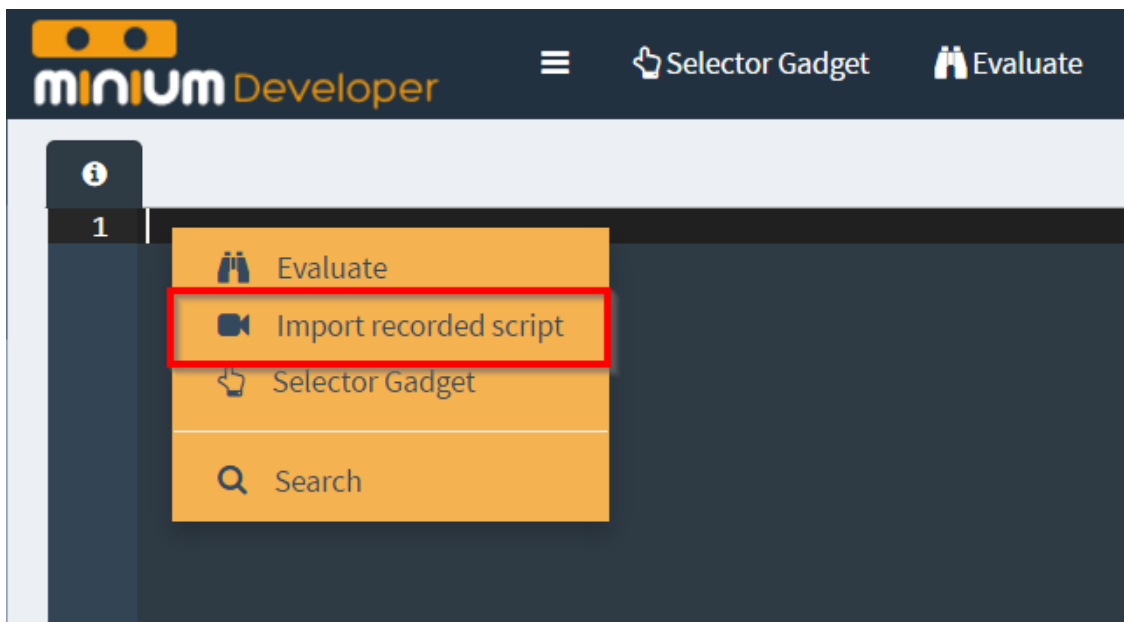 minium Developer
Selector Gadget
Evaluate
1
Evaluate
Import recorded script
Selector Gadget
Search